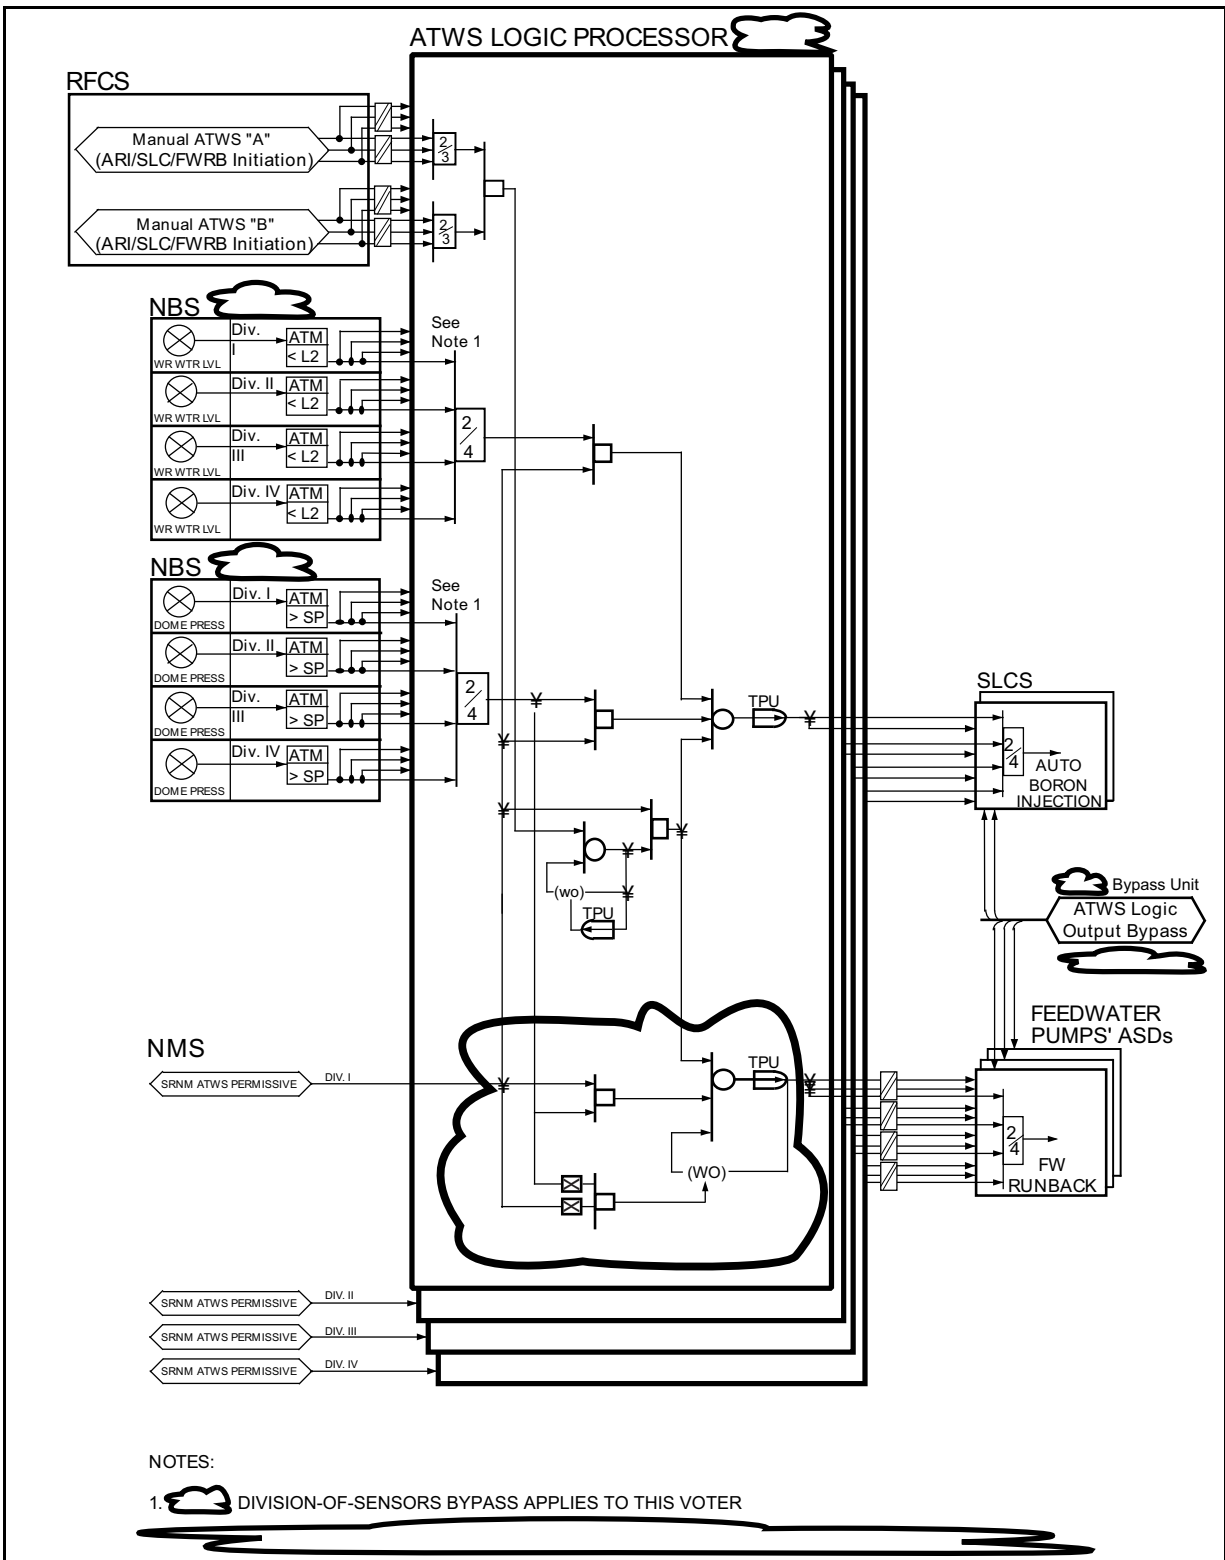 ATWS LOGIC PROCESSOR
RFCS
Manual ATWS "A"
(ARI/SLC/FWRB Initiation)
2/3
Manual ATWS "B"
(ARI/SLC/FWRB Initiation)
2/3
NBS
See
Note 1
Div.
I
ATM
< L2
WR WTR LVL
Div. II
ATM
< L2
WR WTR LVL
2/4
Div.
III
ATM
< L2
WR WTR LVL
Div. IV
ATM
< L2
WR WTR LVL
NBS
See
Note 1
Div. I
ATM
> SP
DOME PRESS
Div. II
ATM
> SP
DOME PRESS
2/4
Div.
III
ATM
> SP
DOME PRESS
Div. IV
ATM
> SP
DOME PRESS
¥
¥
TPU
¥
SLCS
2/4
AUTO
BORON
INJECTION
¥
¥
¥
(wo)
¥
TPU
Bypass Unit
ATWS Logic
Output Bypass
FEEDWATER
PUMPS' ASDs
NMS
SRNM ATWS PERMISSIVE
DIV. I
¥
TPU
¥
¥
2/4
FW
RUNBACK
(WO)
SRNM ATWS PERMISSIVE
DIV. II
SRNM ATWS PERMISSIVE
DIV. III
SRNM ATWS PERMISSIVE
DIV. IV
NOTES:
1. DIVISION-OF-SENSORS BYPASS APPLIES TO THIS VOTER